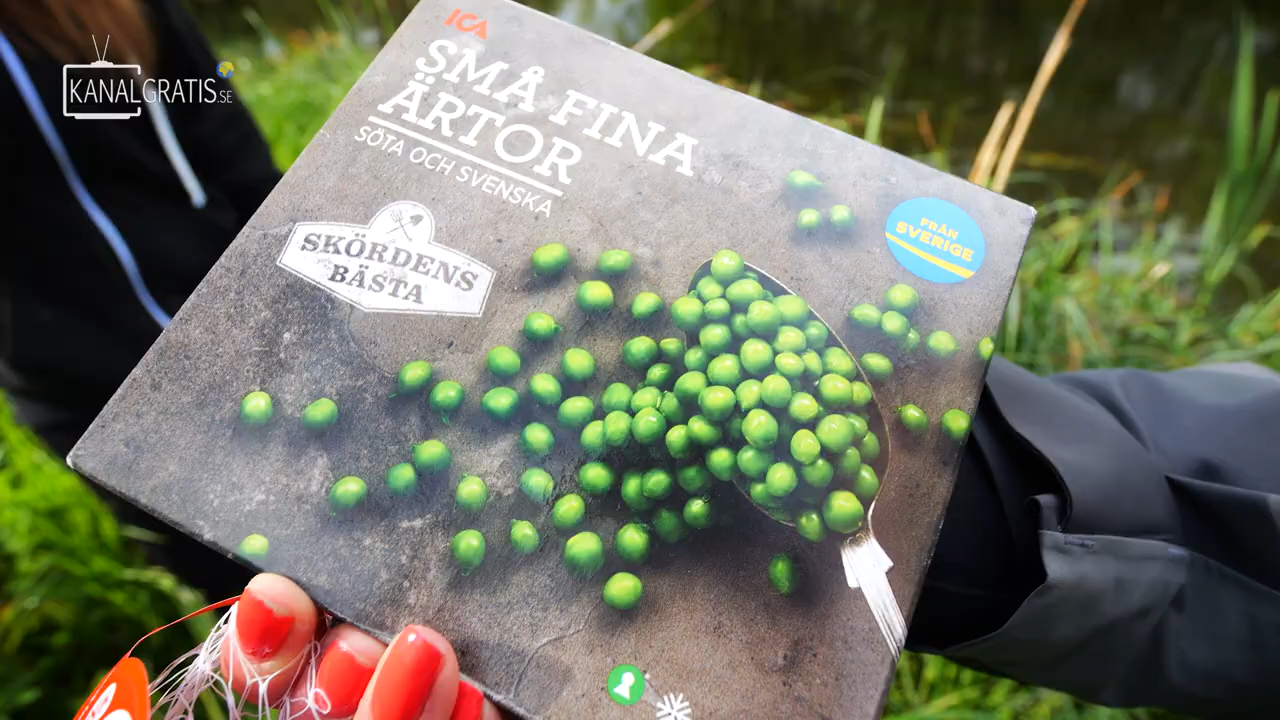 KANALGRATIS.SE
ICA
SMÅ FINA
ÄRTOR
SÖTA OCH SVENSKA
SKÖRDENS
BÄSTA
FRÅN
SVERIGE